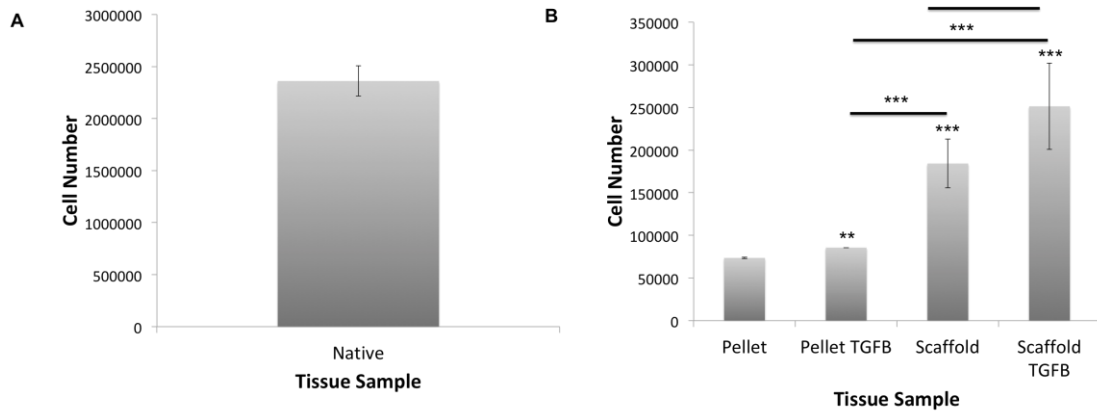 A
3000000
2500000
2000000
1500000
1000000
500000
0
Cell Number
Native
Tissue Sample
B
350000
300000
250000
200000
150000
100000
50000
0
Cell Number
***
***
***
***
**
Pellet
Pellet TGFB
Scaffold
Scaffold
TGFB
Tissue Sample